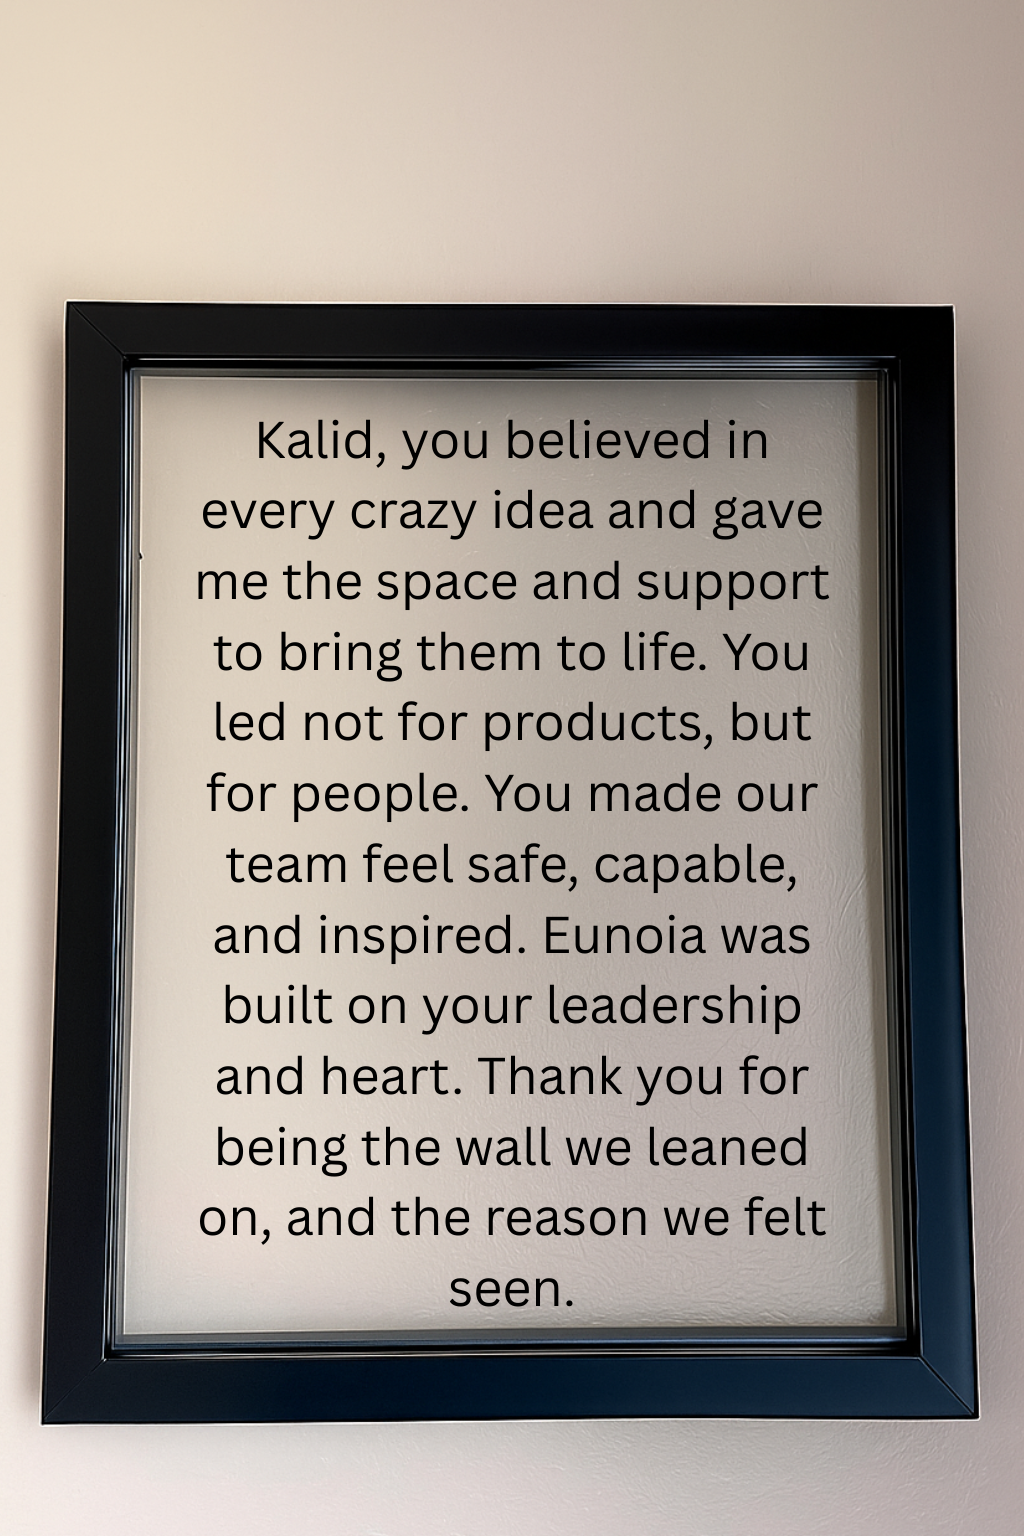 Kalid, you believed in
every crazy idea and gave
me the space and support
to bring them to life. You
led not for products, but
for people. You made our
team feel safe, capable,
and inspired. Eunoia was
built on your leadership
and heart. Thank you for
being the wall we leaned
on, and the reason we felt
seen.